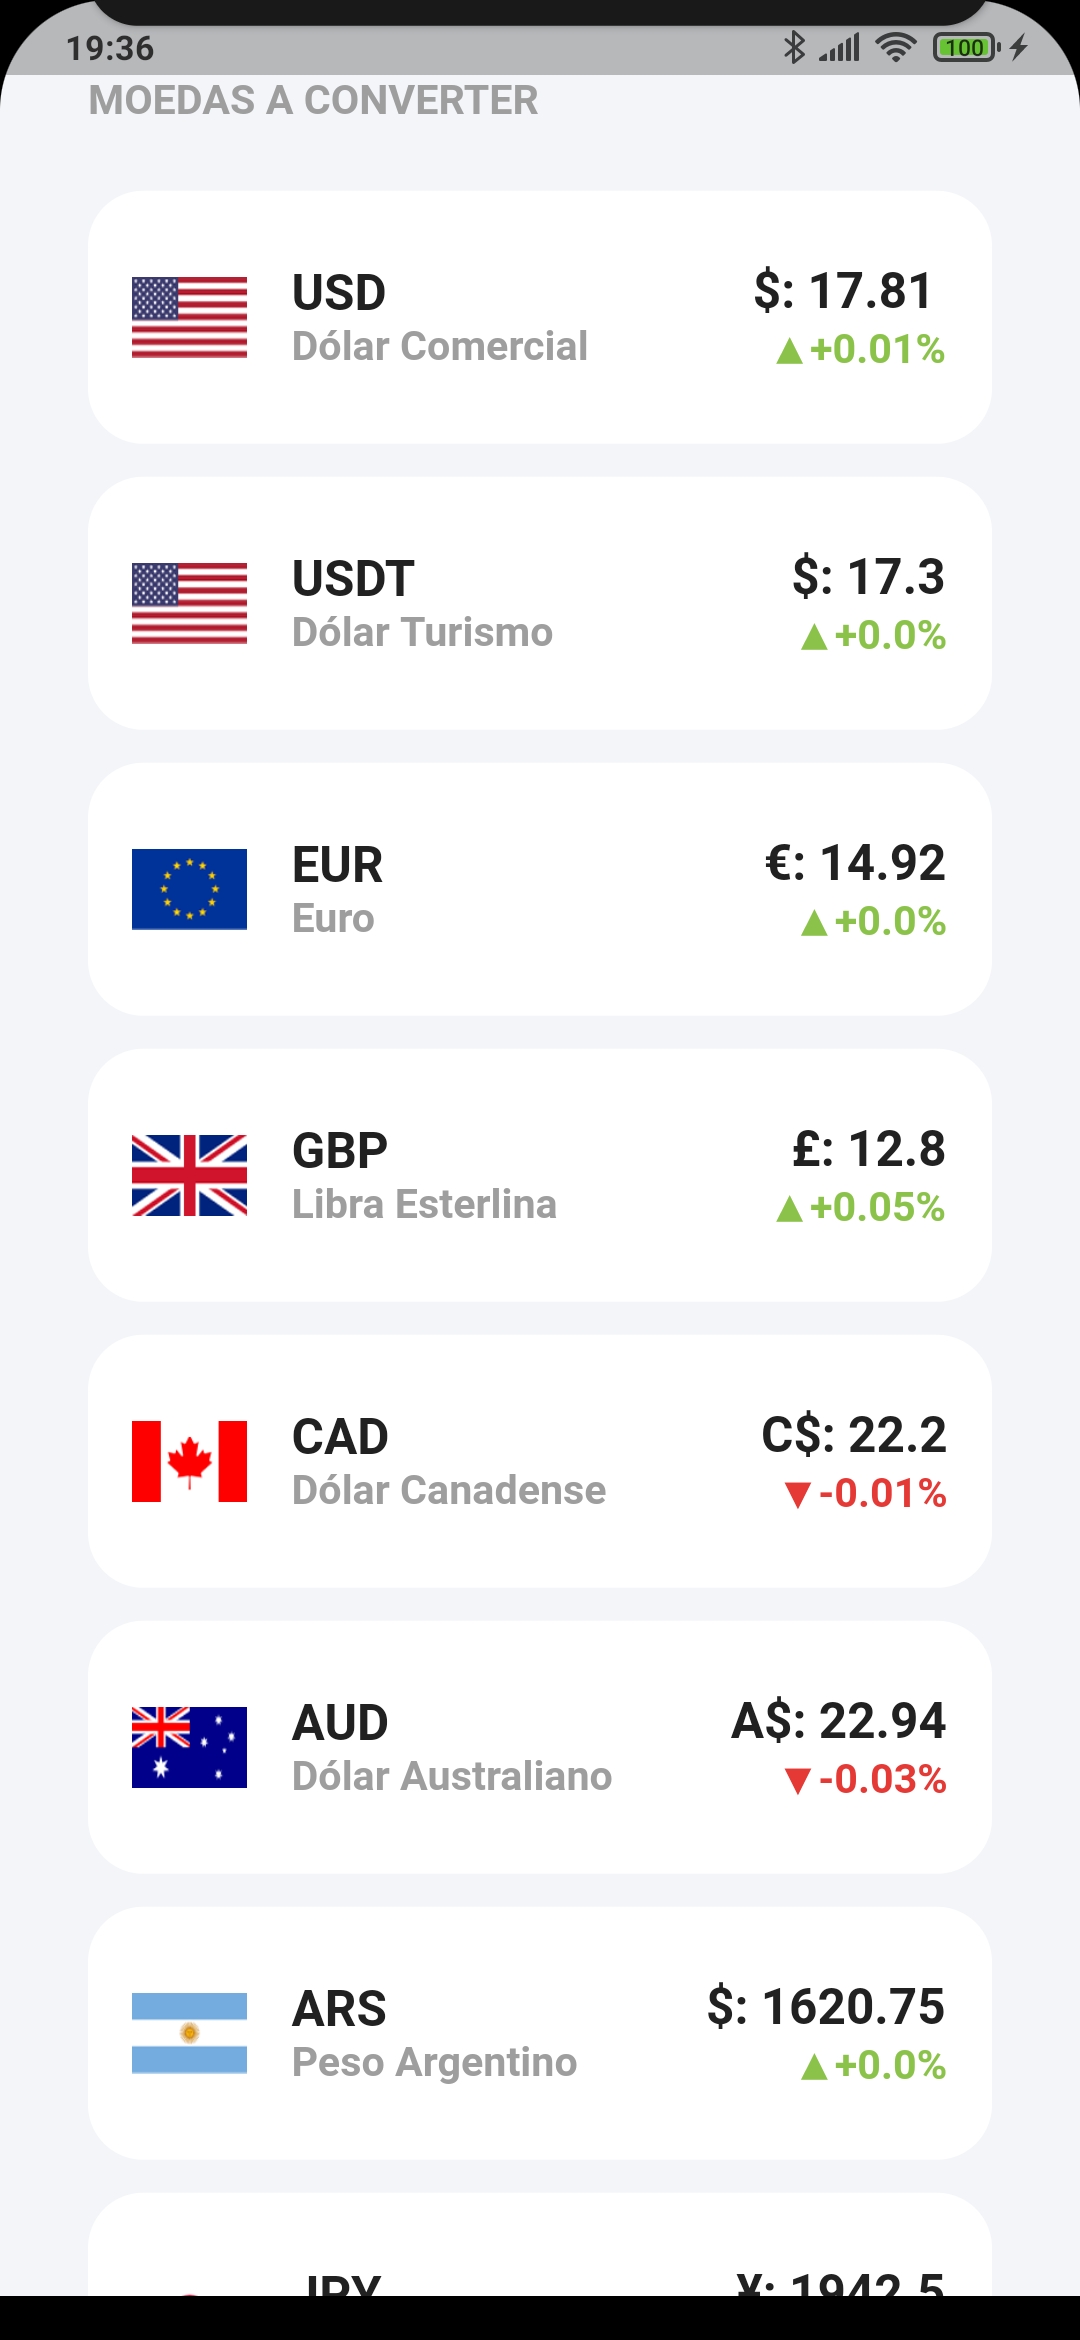 19:36
100
MOEDAS A CONVERTER
USD
$: 17.81
Dólar Comercial
▲+0.01%
USDT
$: 17.3
Dólar Turismo
▲+0.0%
EUR
€: 14.92
Euro
▲+0.0%
GBP
£: 12.8
Libra Esterlina
▲+0.05%
CAD
C$: 22.2
Dólar Canadense
▼-0.01%
AUD
A$: 22.94
Dólar Australiano
▼-0.03%
ARS
$: 1620.75
Peso Argentino
▲+0.0%
JPY
¥: 1942.5